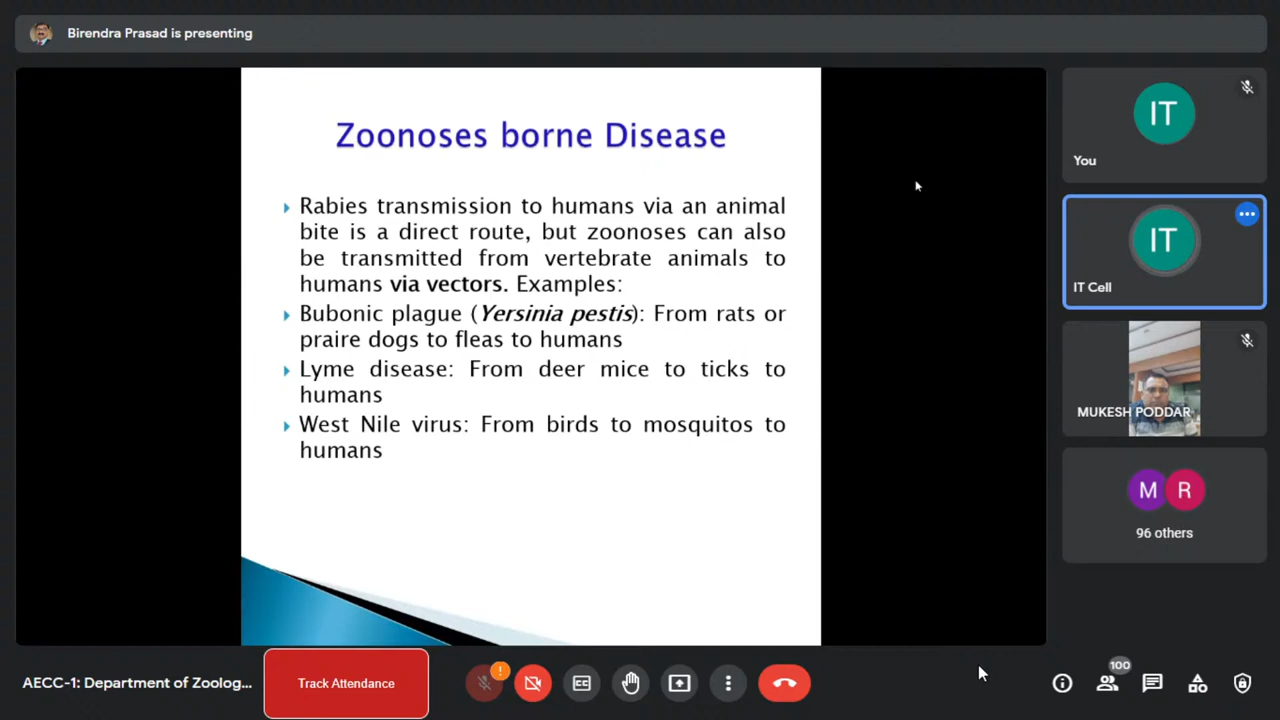 Birendra Prasad is presenting
Zoonoses borne Disease
Rabies transmission to humans via an animal
bite is a direct route, but zoonoses can also
be transmitted from vertebrate animals to
humans via vectors. Examples:
Bubonic plague (Yersinia pestis): From rats or
praire dogs to fleas to humans
Lyme disease: From deer mice to ticks to
humans
West Nile virus: From birds to mosquitos to
humans
IT
You
IT
IT Cell
MUKESH PODDAR
M R
96 others
AECC-1: Department of Zoolog...
Track Attendance
CC
100